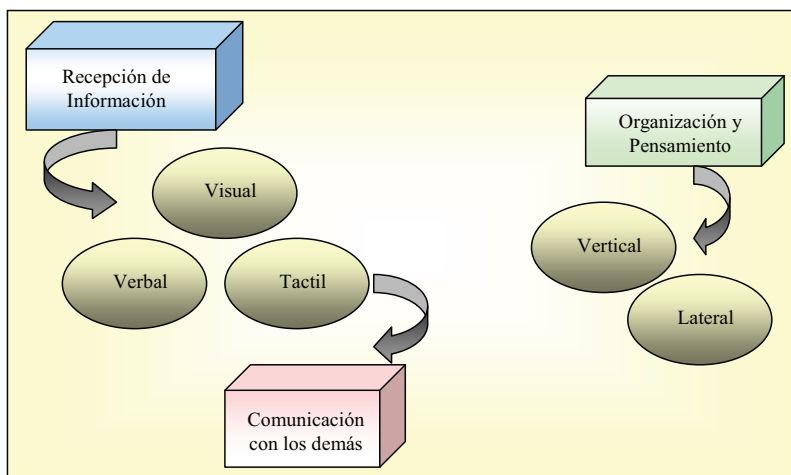 Recepción de
Información
Organización y
Pensamiento
Visual
Verbal
Tactil
Vertical
Lateral
Comunicación
con los demás